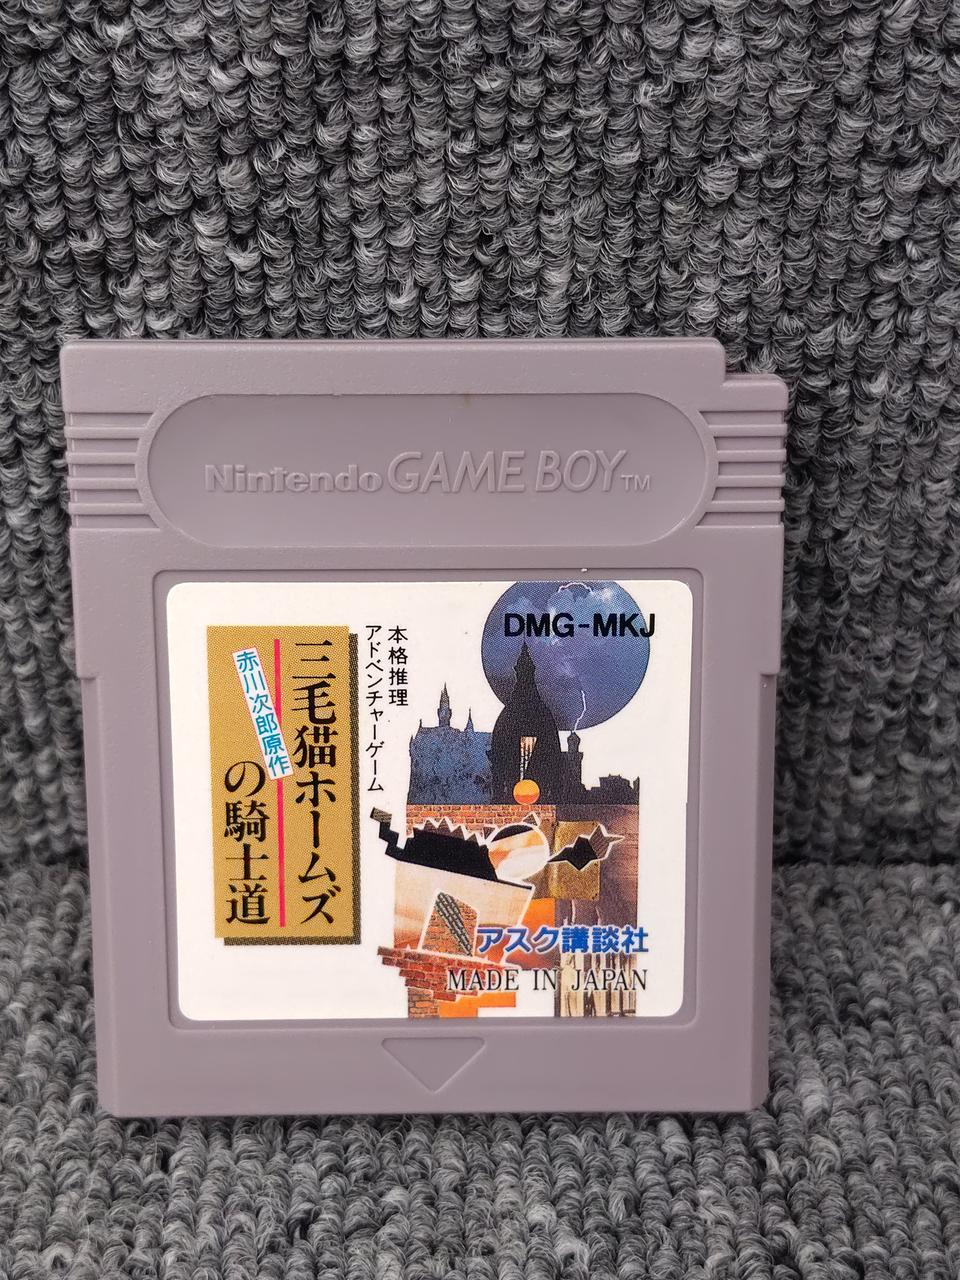 Nintendo GAME BOY TM
DMG-MKJ
本格推理
アドベンチャーゲーム
三毛猫ホームズ
の騎士道
赤川次郎原作
アスク講談社
MADE IN JAPAN